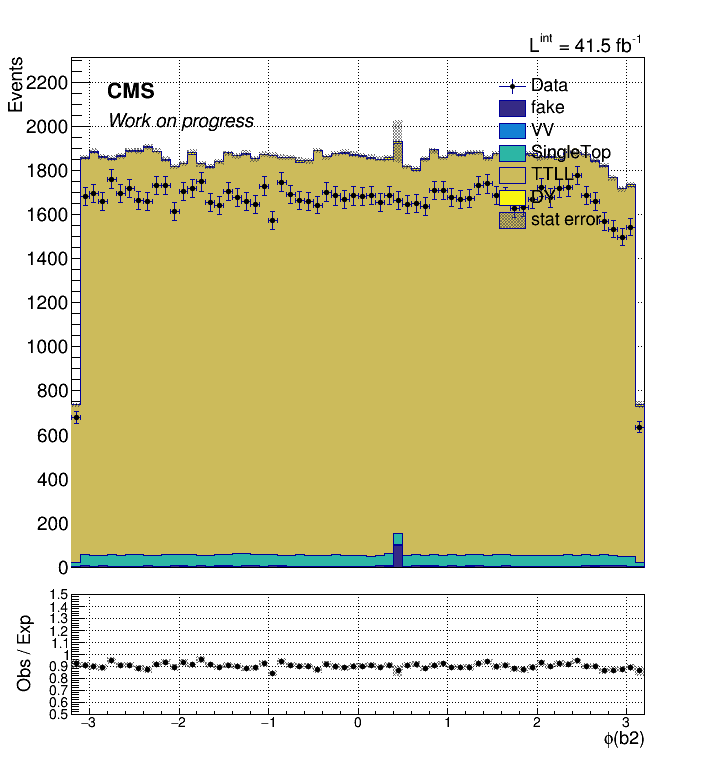 L^int = 41.5 fb^-1
Events
CMS
Work on progress
Data
fake
VV
SingleTop
TTLL
DY
stat error
2200
2000
1800
1600
1400
1200
1000
800
600
400
200
0
Obs / Exp
1.5
1.4
1.3
1.2
1.1
1
0.9
0.8
0.7
0.6
0.5
−3 −2 −1 0 1 2 3
ϕ(b2)